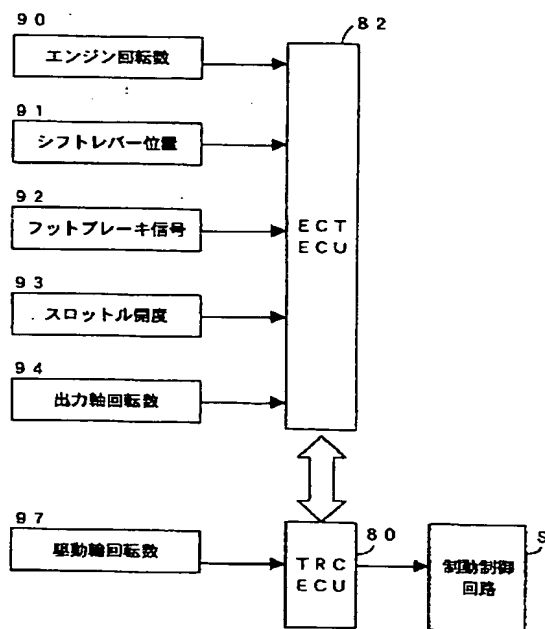 90
エンジン回転数
91
シフトレバー位置
92
フットブレーキ信号
93
スロットル開度
94
出力軸回転数
82
ECT
ECU
97
駆動輪回転数
80
TRC
ECU
S
制動制御
回路